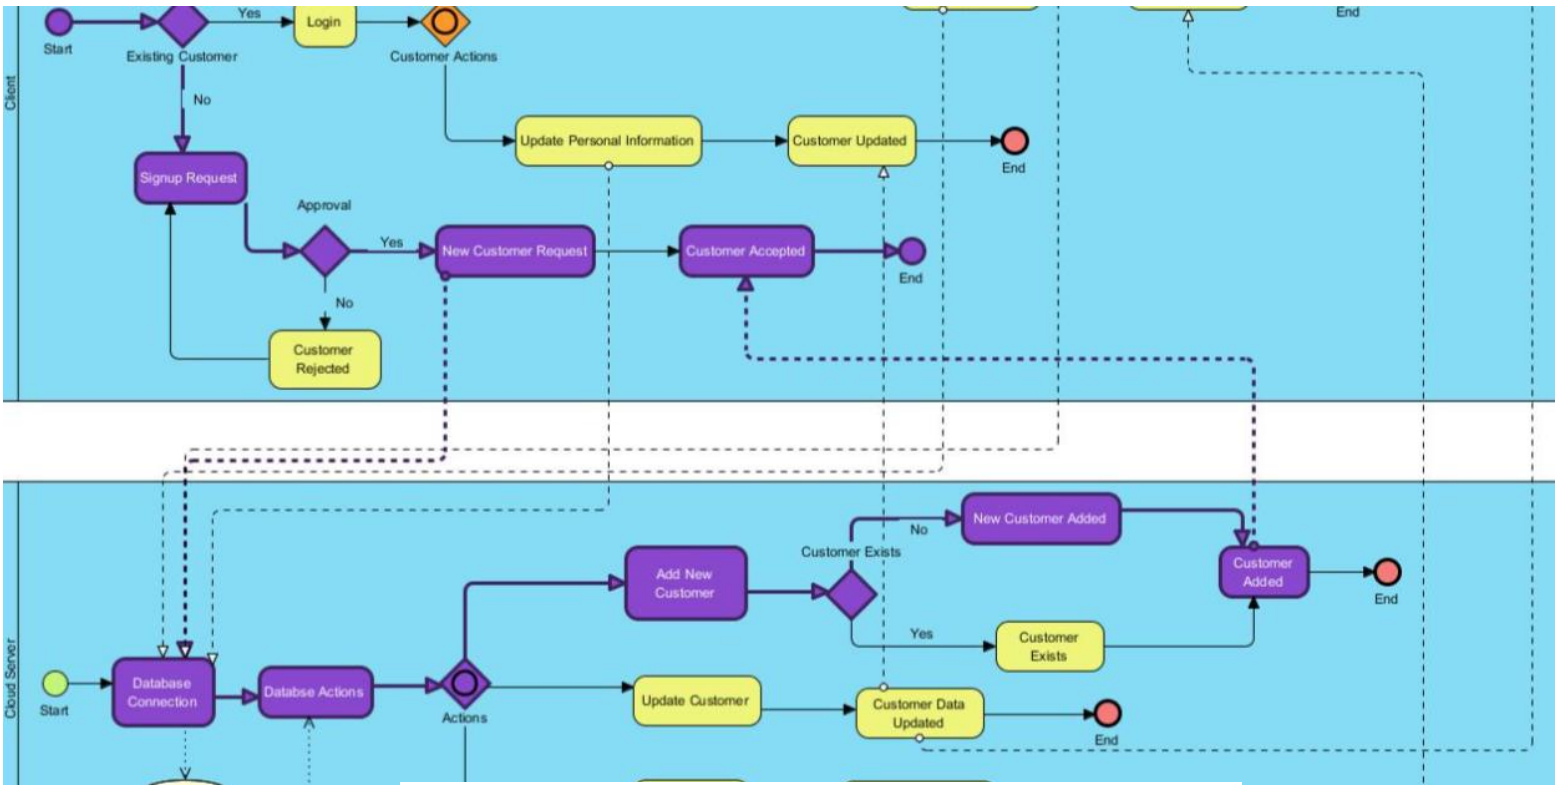 Client
Start
Existing Customer
Yes
Login
Customer Actions
End
No
Signup Request
Update Personal Information
Customer Updated
End
Approval
Yes
New Customer Request
Customer Accepted
End
No
Customer
Rejected
Cloud Server
Start
Database
Connection
Databse Actions
Actions
Add New
Customer
Customer Exists
No
New Customer Added
Customer
Added
End
Yes
Customer
Exists
Update Customer
Customer Data
Updated
End